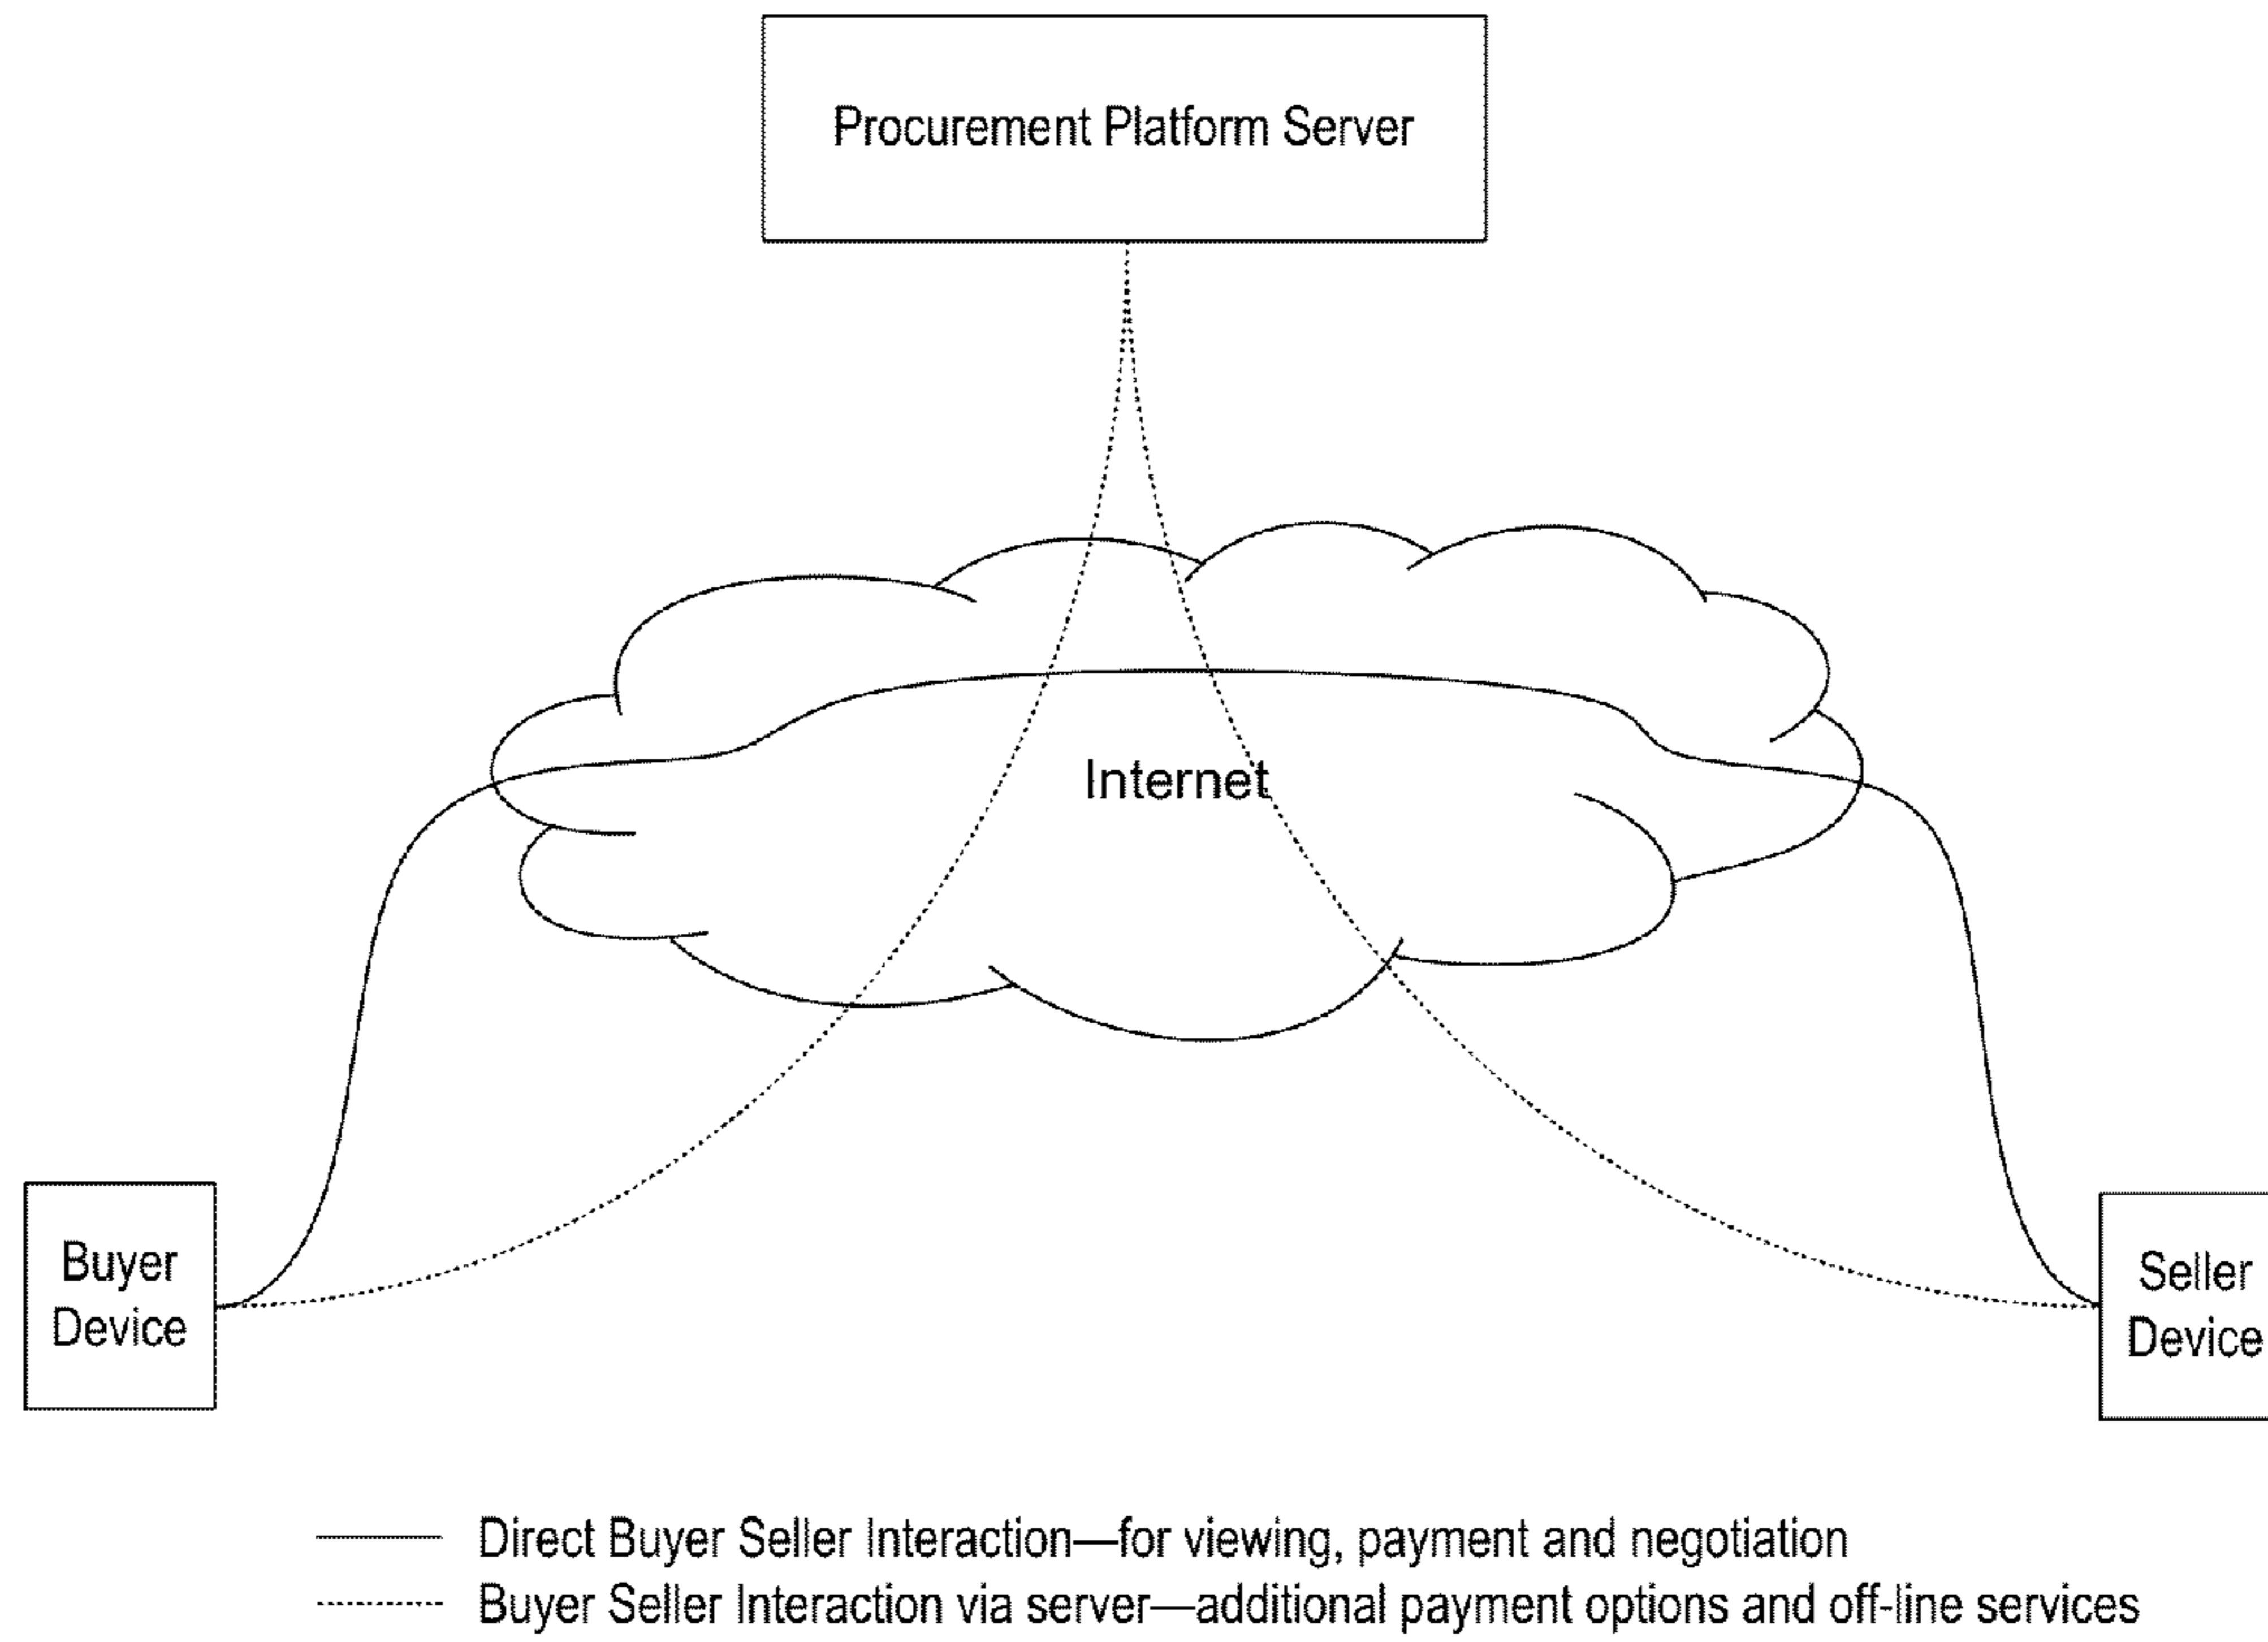 Procurement Platform Server
Internet
Buyer
Device
Seller
Device
Direct Buyer Seller Interaction—for viewing, payment and negotiation
Buyer Seller Interaction via server—additional payment options and off-line services